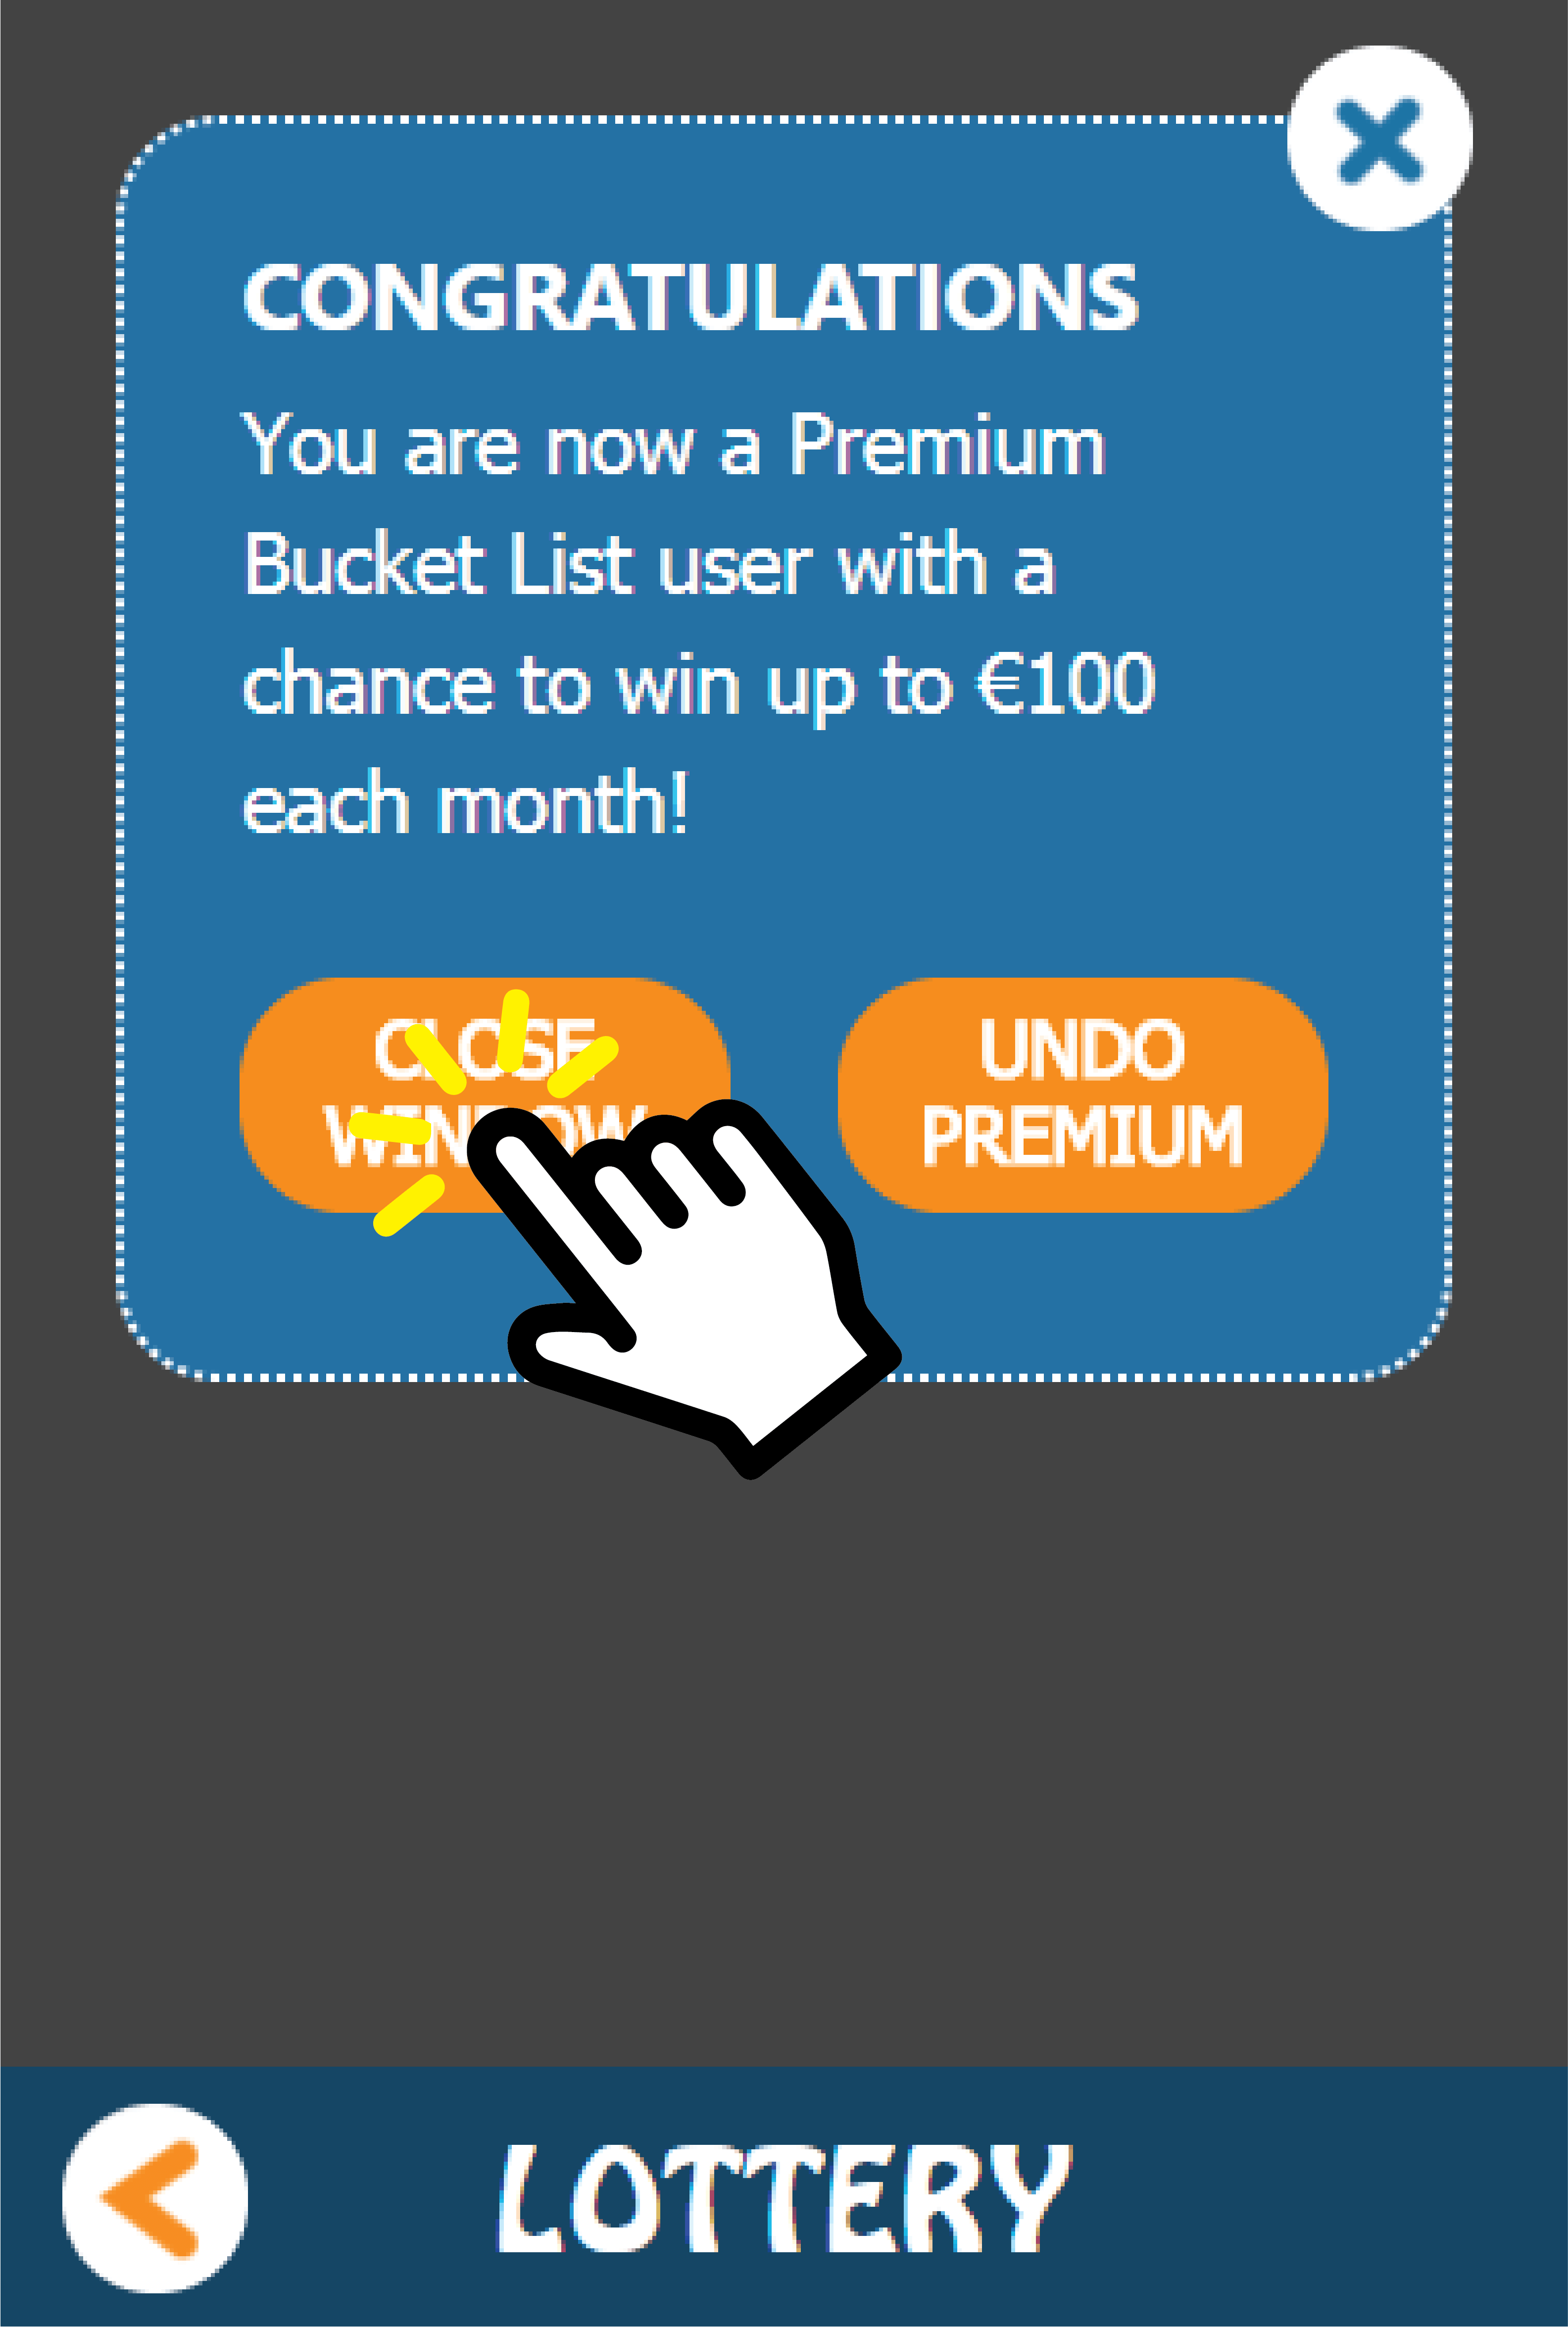 CONGRATULATIONS
You are now a Premium
Bucket List user with a
chance to win up to €100
each month!
CLOSE
WINDOW
UNDO
PREMIUM
LOTTERY